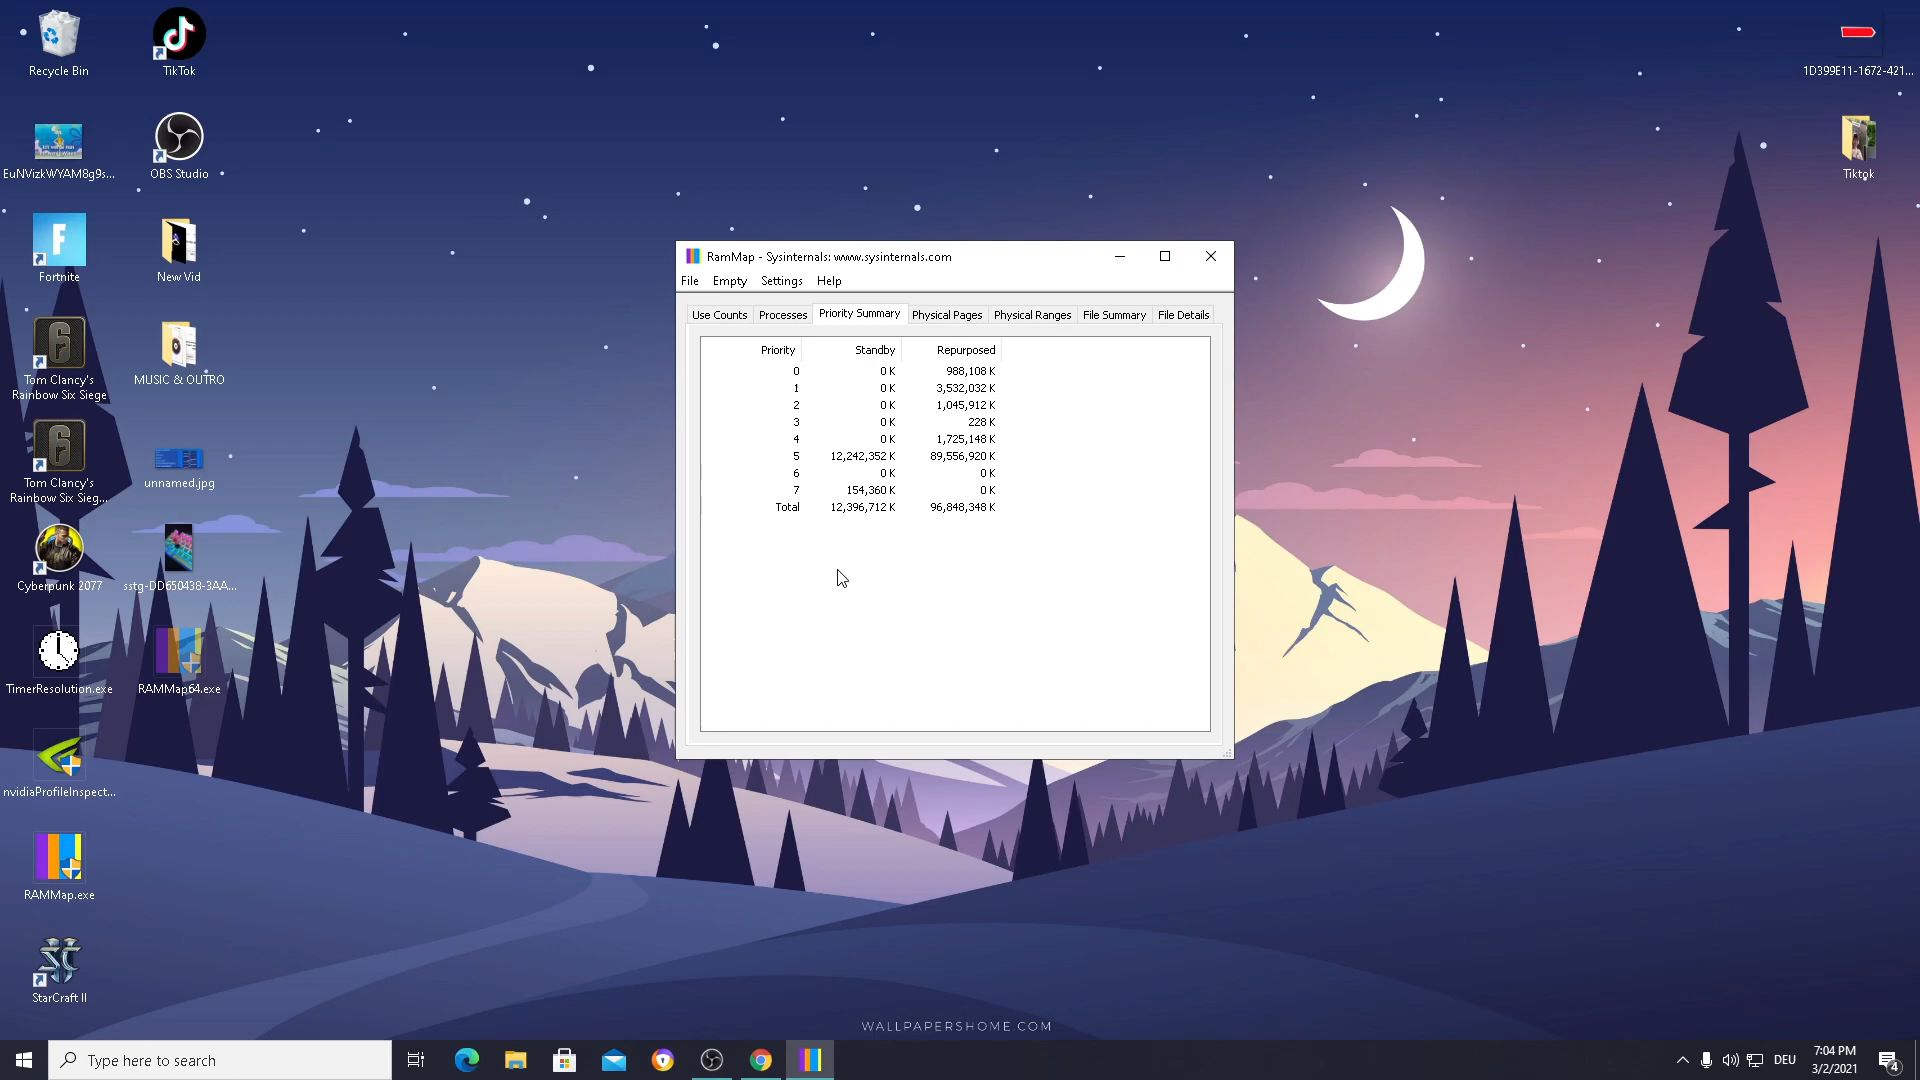 Recycle Bin
TikTok
1D399E11-1672-421...
EuNVizkWYAM8g9s...
OBS Studio
Tiktok
F
Fortnite
New Vid
Tom Clancy's
Rainbow Six Siege
MUSIC & OUTRO
Tom Clancy's
Rainbow Six Sieg...
unnamed.jpg
Cyberpunk 2077
sstg-DD650438-3AA...
TimerResolution.exe
RAMMap64.exe
nvidiaProfileInspect...
RAMMap.exe
StarCraft II
RamMap - Sysinternals: www.sysinternals.com
File Empty Settings Help
Use Counts Processes Priority Summary Physical Pages Physical Ranges File Summary File Details
Priority Standby Repurposed
0 0 K 988,108 K
1 0 K 3,532,032 K
2 0 K 1,045,912 K
3 0 K 228 K
4 0 K 1,725,148 K
5 12,242,352 K 89,556,920 K
6 0 K 0 K
7 154,360 K 0 K
Total 12,396,712 K 96,848,348 K
WALLPAPERSHOME.COM
Type here to search
DEU
7:04 PM
3/2/2021
4